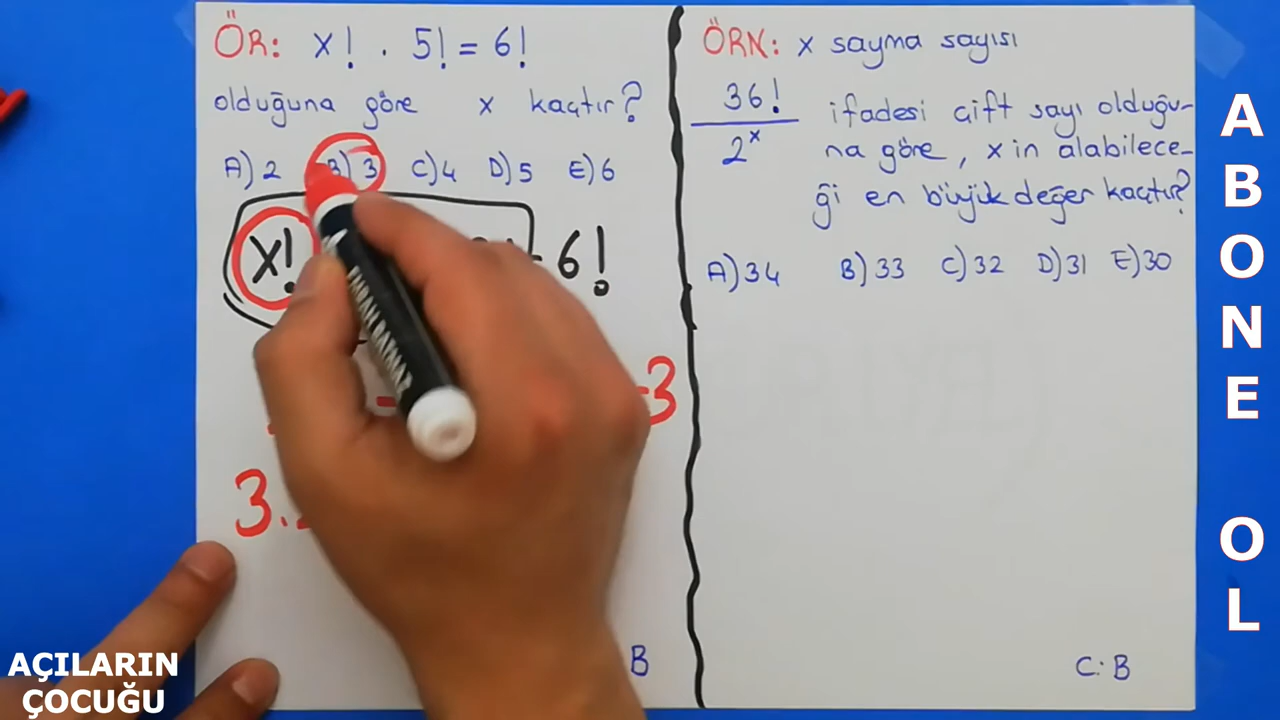 ÖR: x! . 5! = 6!
olduğuna göre x kaçtır?
A) 2 B) 3 C) 4 D) 5 E) 6
x! 6!
3
3.
B
ÖRN: x sayma sayısı
36!
2^x
ifadesi çift sayı olduğu-
na göre, x in alabilece-
ği en büyük değer kaçtır?
A) 34 B) 33 C) 32 D) 31 E) 30
C: B
ABONE
OL
AÇILARIN
ÇOCUĞU